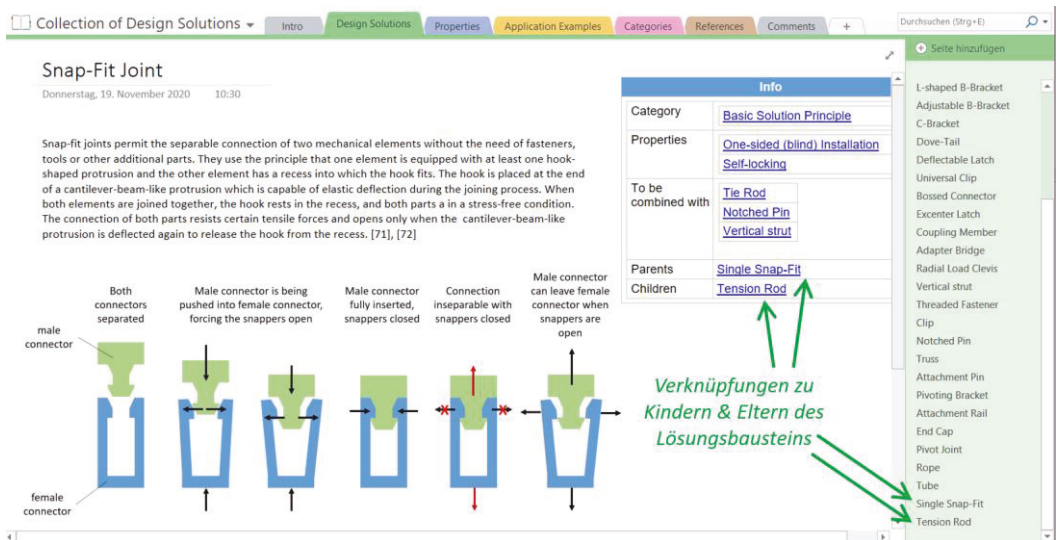 Collection of Design Solutions
Intro
Design Solutions
Properties
Application Examples
Categories
References
Comments
+
Durchsuchen (Strg+E)
Seite hinzufügen
Snap-Fit Joint
Donnerstag, 19. November 2020 10:30
Snap-fit joints permit the separable connection of two mechanical elements without the need of fasteners,
tools or other additional parts. They use the principle that one element is equipped with at least one hook-
shaped protrusion and the other element has a recess into which the hook fits. The hook is placed at the end
of a cantilever-beam-like protrusion which is capable of elastic deflection during the joining process. When
both elements are joined together, the hook rests in the recess, and both parts a in a stress-free condition.
The connection of both parts resists certain tensile forces and opens only when the cantilever-beam-like
protrusion is deflected again to release the hook from the recess. [71], [72]
Info
Category Basic Solution Principle
Properties One-sided (blind) Installation
Self-locking
To be
combined with
Tie Rod
Notched Pin
Vertical strut
Parents Single Snap-Fit
Children Tension Rod
Both
connectors
separated
Male connector is being
pushed into female connector,
forcing the snappers open
Male connector
fully inserted,
snappers closed
Connection
inseparable with
snappers closed
Male connector
can leave female
connector when
snappers are
open
male
connector
female
connector
Verknüpfungen zu
Kindern & Eltern des
Lösungsbausteins
L-shaped B-Bracket
Adjustable B-Bracket
C-Bracket
Dove-Tail
Deflectable Latch
Universal Clip
Bossed Connector
Excenter Latch
Coupling Member
Adapter Bridge
Radial Load Clevis
Vertical strut
Threaded Fastener
Clip
Notched Pin
Truss
Attachment Pin
Pivoting Bracket
Attachment Rail
End Cap
Pivot Joint
Rope
Tube
Single Snap-Fit
Tension Rod